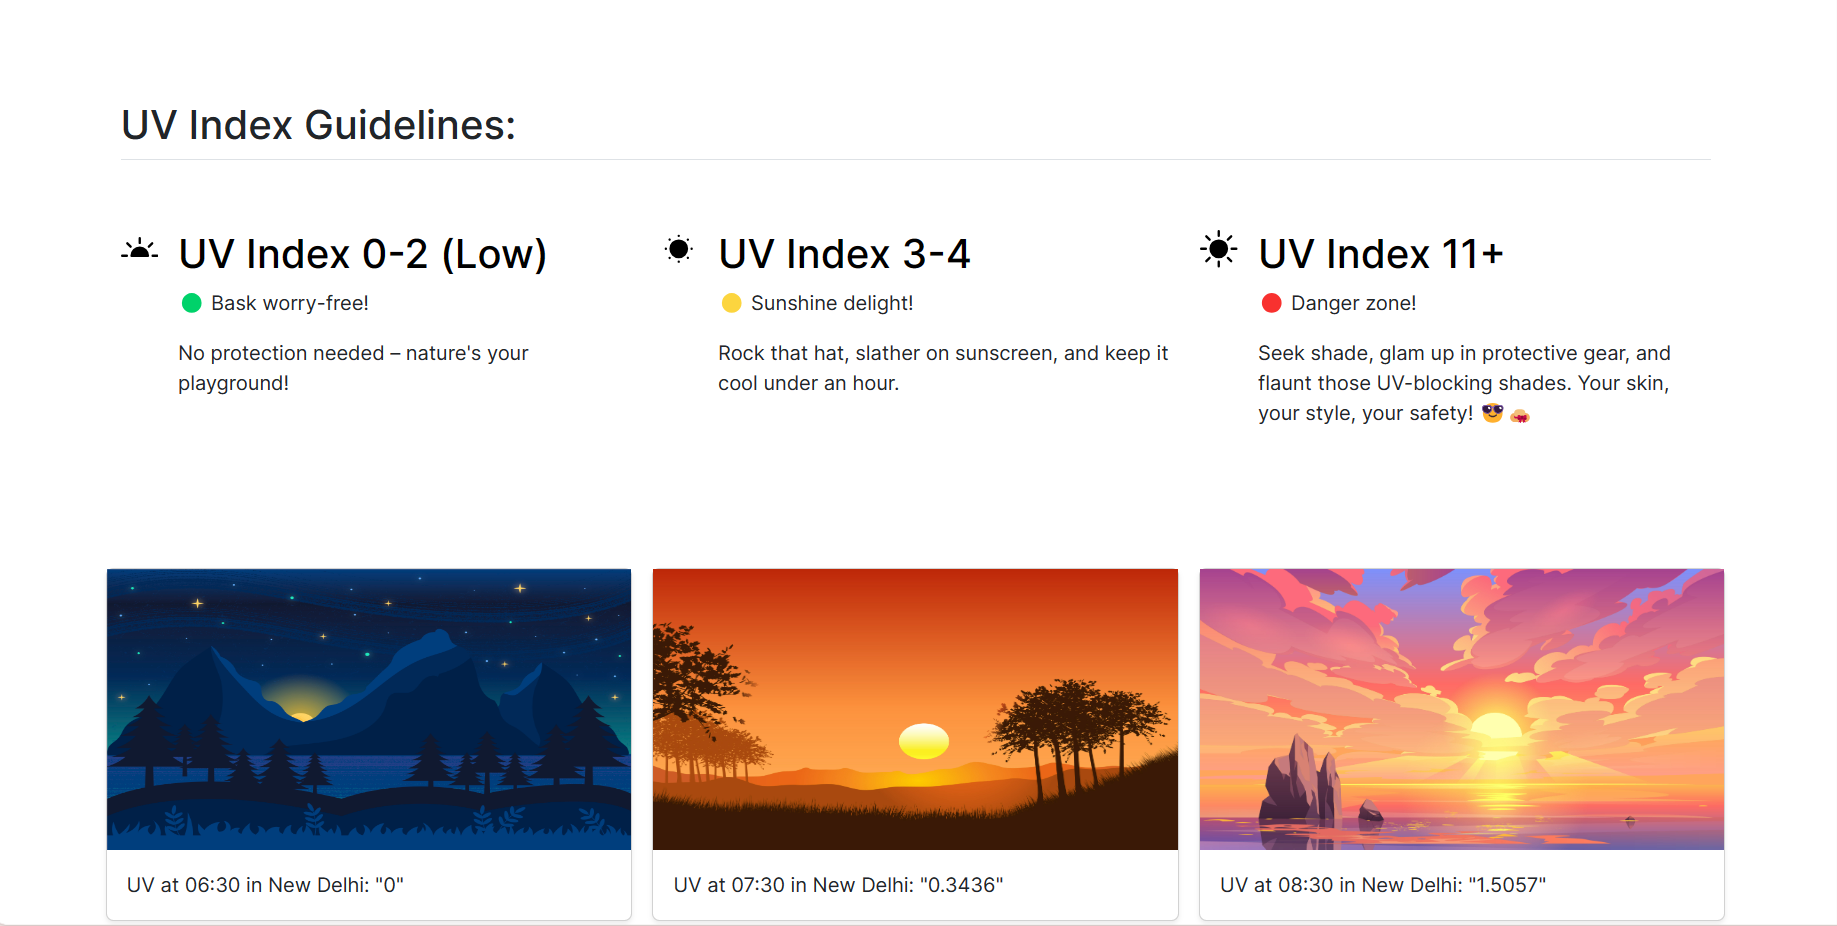 UV Index Guidelines:
UV Index 0-2 (Low)
🟢 Bask worry-free!
No protection needed – nature's your
playground!
UV Index 3-4
🟡 Sunshine delight!
Rock that hat, slather on sunscreen, and keep it
cool under an hour.
UV Index 11+
🔴 Danger zone!
Seek shade, glam up in protective gear, and
flaunt those UV-blocking shades. Your skin,
your style, your safety! 😎 👒
UV at 06:30 in New Delhi: "0"
UV at 07:30 in New Delhi: "0.3436"
UV at 08:30 in New Delhi: "1.5057"